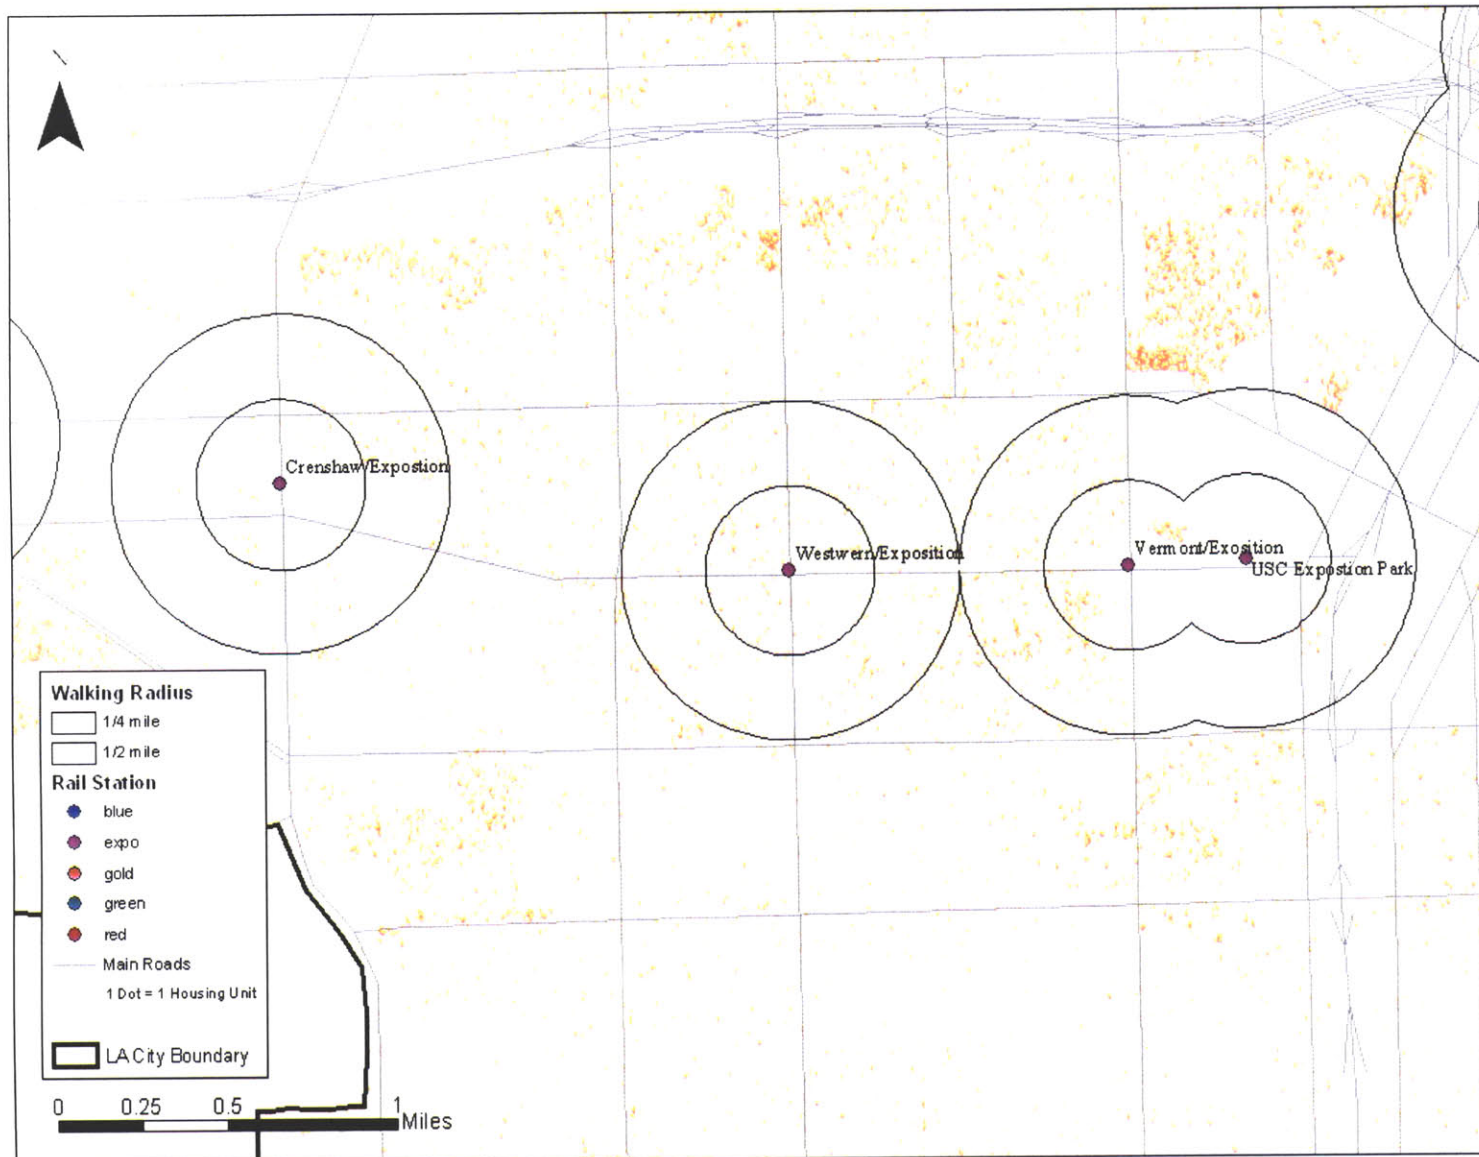 Crenshaw/Expostion
Westwern/Exposition
Vermont/Exosition
USC Expostion Park
Walking Radius
1/4 mile
1/2 mile
Rail Station
blue
expo
gold
green
red
Main Roads
1 Dot = 1 Housing Unit
LA City Boundary
0 0.25 0.5 1
Miles